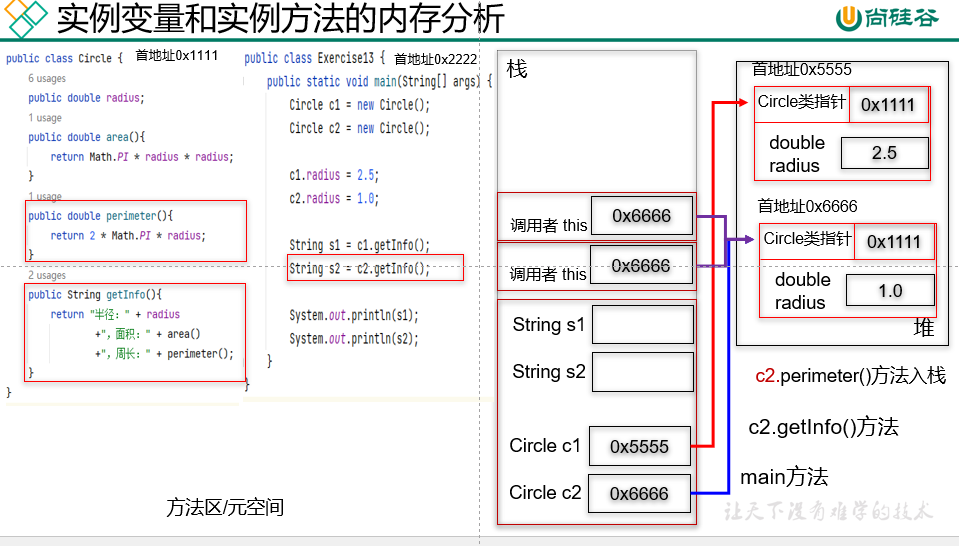 实例变量和实例方法的内存分析
尚硅谷
public class Circle {
首地址0x1111
6 usages
public double radius;
1 usage
public double area(){
return Math.PI * radius * radius;
}
1 usage
public double perimeter(){
return 2 * Math.PI * radius;
}
2 usages
public String getInfo(){
return "半径：" + radius
+"，面积：" + area()
+"，周长：" + perimeter();
}
}
public class Exercise13 {
首地址0x2222
public static void main(String[] args) {
Circle c1 = new Circle();
Circle c2 = new Circle();
c1.radius = 2.5;
c2.radius = 1.0;
String s1 = c1.getInfo();
String s2 = c2.getInfo();
System.out.println(s1);
System.out.println(s2);
}
}
方法区/元空间
栈
调用者 this 0x6666
调用者 this 0x6666
String s1
String s2
Circle c1 0x5555
Circle c2 0x6666
首地址0x5555
Circle类指针 0x1111
double
radius
2.5
首地址0x6666
Circle类指针 0x1111
double
radius
1.0
堆
c2.perimeter()方法入栈
c2.getInfo()方法
main方法
让天下没有难学的技术